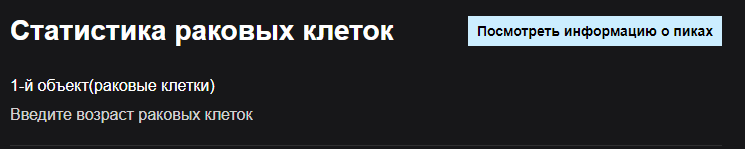 Статистика раковых клеток
Посмотреть информацию о пиках
1-й объект(раковые клетки)
Введите возраст раковых клеток